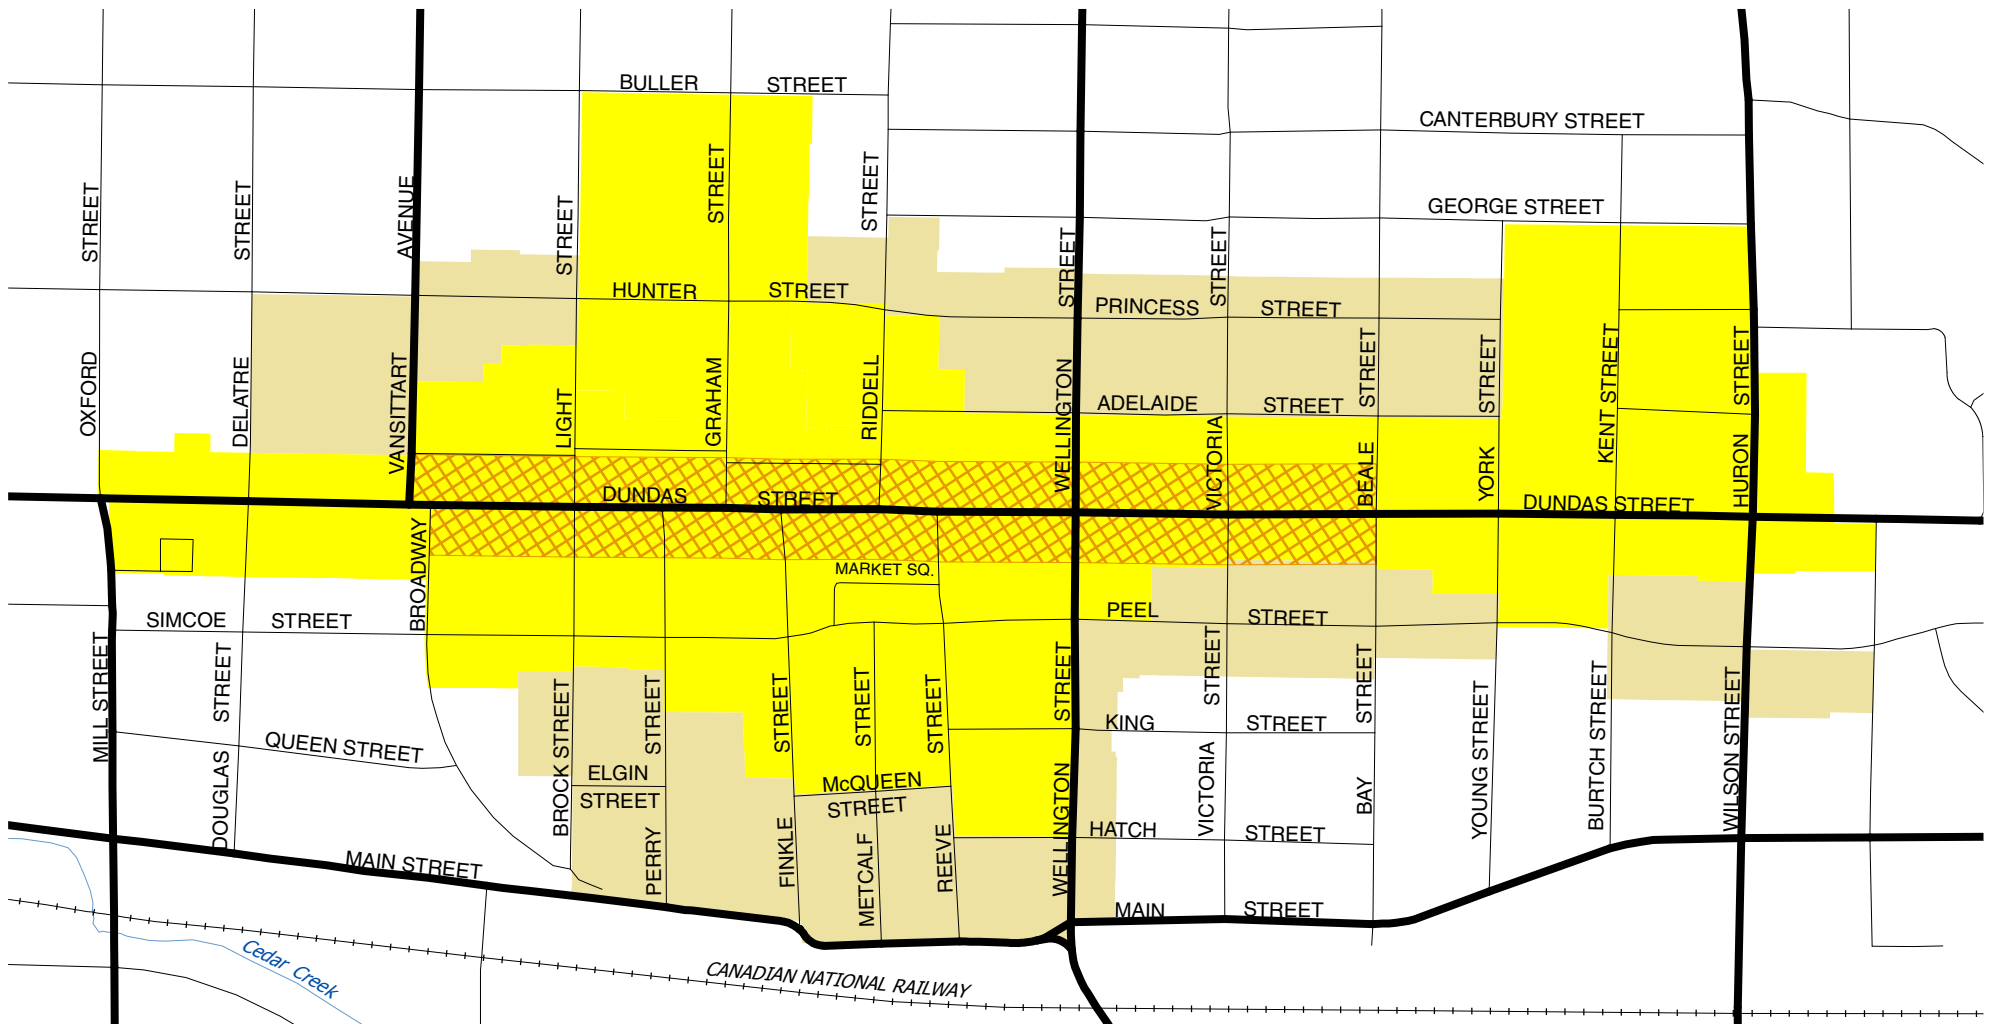 BULLER STREET
CANTERBURY STREET
GEORGE STREET
OXFORD STREET
DELATRE STREET
VANSITTART AVENUE
LIGHT STREET
GRAHAM STREET
RIDDELL STREET
WELLINGTON STREET
VICTORIA STREET
BEALE STREET
YORK STREET
KENT STREET
HURON STREET
HUNTER STREET
PRINCESS STREET
ADELAIDE STREET
DUNDAS STREET
DUNDAS STREET
MARKET SQ.
PEEL STREET
SIMCOE STREET
BROADWAY
MILL STREET
DOUGLAS STREET
QUEEN STREET
BROCK STREET
PERRY STREET
FINKLE STREET
METCALF STREET
REEVE STREET
WELLINGTON STREET
VICTORIA STREET
BAY STREET
YOUNG STREET
BURTCH STREET
WILSON STREET
KING STREET
ELGIN
STREET
McQUEEN
STREET
HATCH STREET
MAIN STREET
MAIN STREET
Cedar Creek
CANADIAN NATIONAL RAILWAY